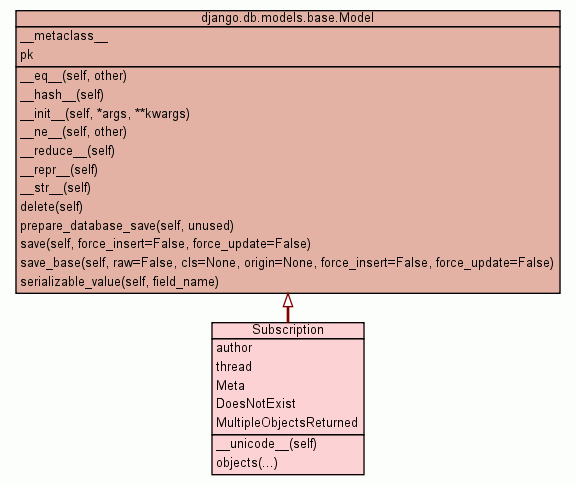 django.db.models.base.Model
__metaclass__
pk
__eq__(self, other)
__hash__(self)
__init__(self, *args, **kwargs)
__ne__(self, other)
__reduce__(self)
__repr__(self)
__str__(self)
delete(self)
prepare_database_save(self, unused)
save(self, force_insert=False, force_update=False)
save_base(self, raw=False, cls=None, origin=None, force_insert=False, force_update=False)
serializable_value(self, field_name)
Subscription
author
thread
Meta
DoesNotExist
MultipleObjectsReturned
__unicode__(self)
objects(...)